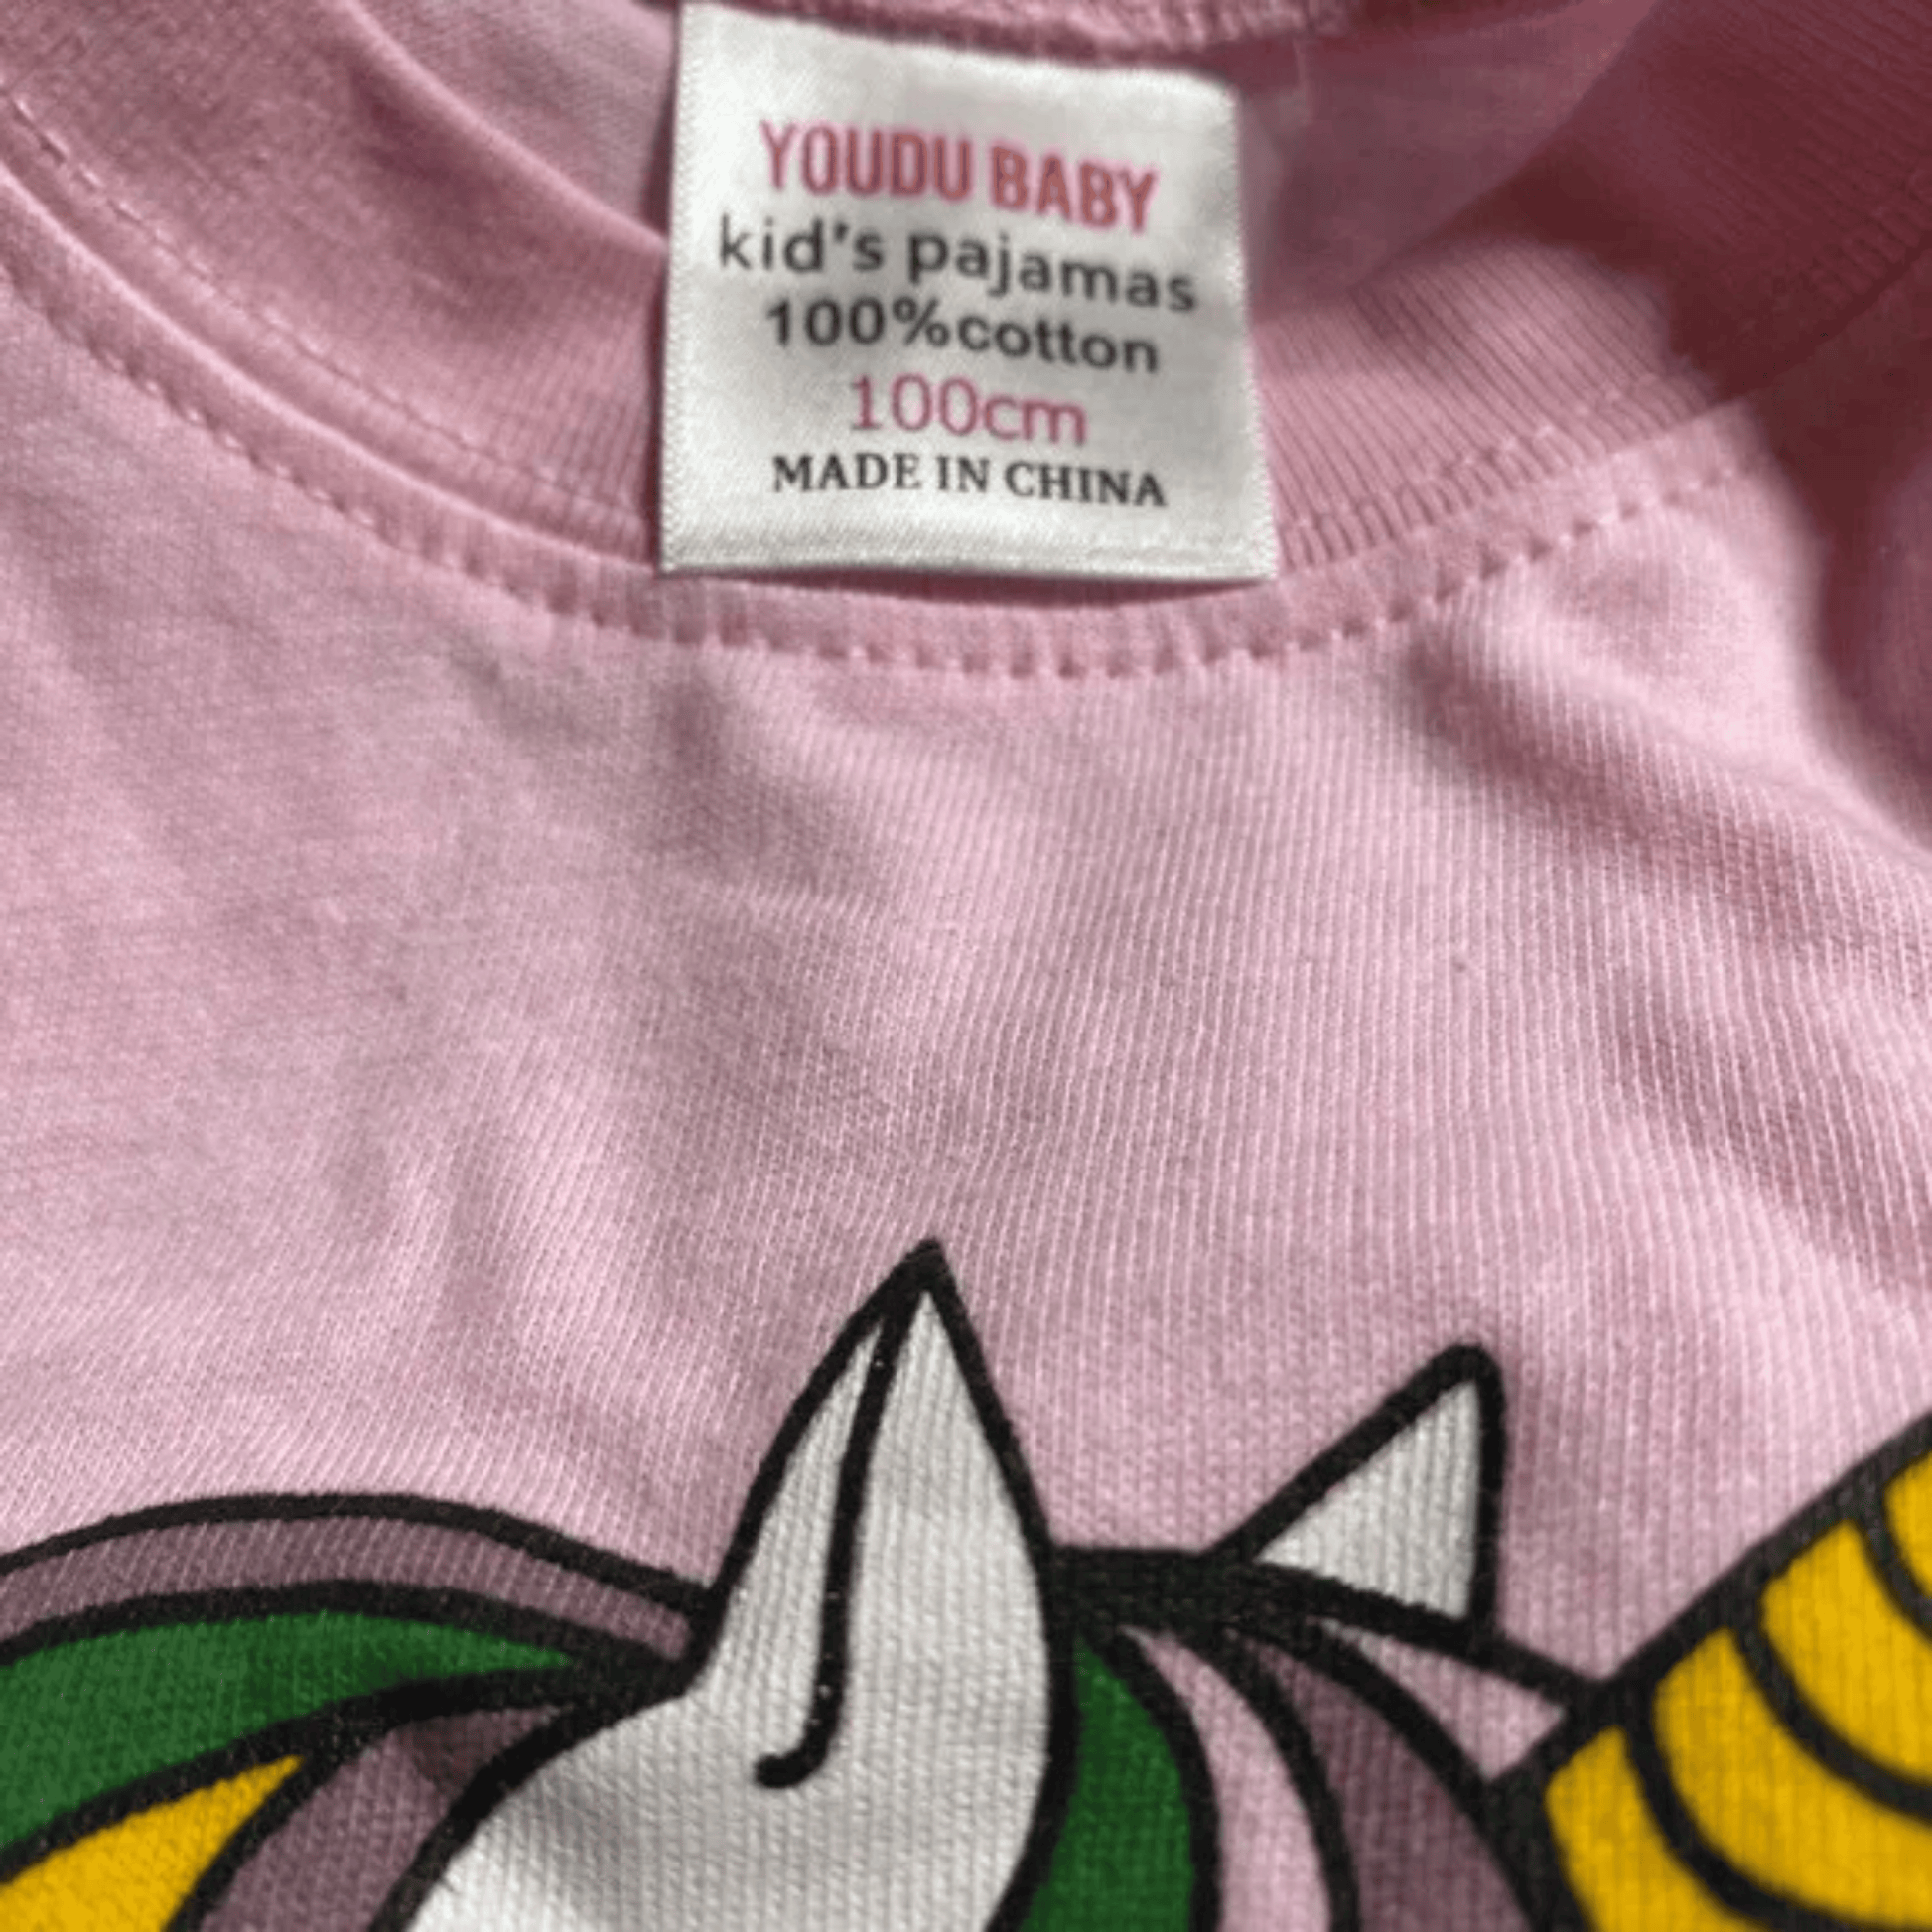 YOUDU BABY
kid's pajamas
100%cotton
100cm
MADE IN CHINA